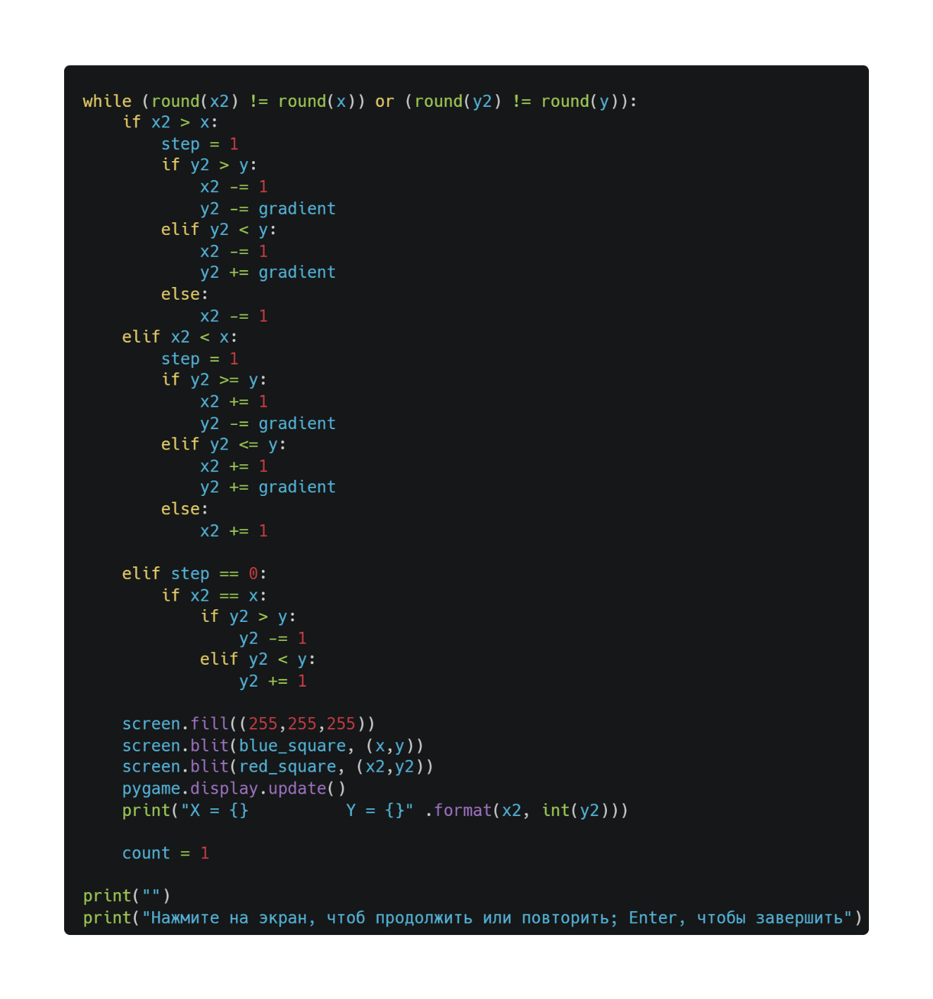 while (round(x2) != round(x)) or (round(y2) != round(y)):
    if x2 > x:
        step = 1
        if y2 > y:
            x2 -= 1
            y2 -= gradient
        elif y2 < y:
            x2 -= 1
            y2 += gradient
        else:
            x2 -= 1
    elif x2 < x:
        step = 1
        if y2 >= y:
            x2 += 1
            y2 -= gradient
        elif y2 <= y:
            x2 += 1
            y2 += gradient
        else:
            x2 += 1
    elif step == 0:
        if x2 == x:
            if y2 > y:
                y2 -= 1
            elif y2 < y:
                y2 += 1
    screen.fill((255,255,255))
    screen.blit(blue_square, (x,y))
    screen.blit(red_square, (x2,y2))
    pygame.display.update()
    print("X = {}          Y = {}" .format(x2, int(y2)))
    count = 1
print("")
print("Нажмите на экран, чтоб продолжить или повторить; Enter, чтобы завершить")